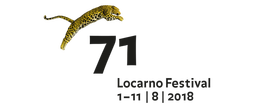 71
Locarno Festival
1–11 | 8 | 2018